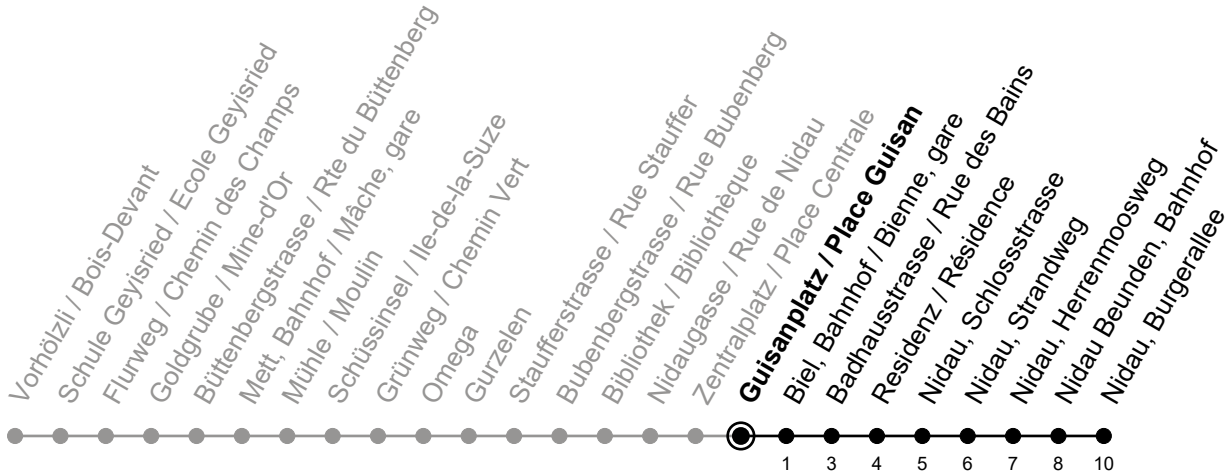 Vorhölzli / Bois-Devant
Schule Geyisried / Ecole Geyisried
Flurweg / Chemin des Champs
Goldgrube / Mine-d'Or
Büttenbergstrasse / Rte du Büttenberg
Mett, Bahnhof / Mâche, gare
Mühle / Moulin
Schüssinsel / Ile-de-la-Suze
Grünweg / Chemin Vert
Omega
Gurzelen
Staufferstrasse / Rue Stauffer
Bubenbergstrasse / Rue Bubenberg
Bibliothek / Bibliothèque
Nidaugasse / Rue de Nidau
Zentralplatz / Place Centrale
Guisanplatz / Place Guisan
Biel, Bahnhof / Bienne, gare
Badhausstrasse / Rue des Bains
Residenz / Résidence
Nidau, Schlossstrasse
Nidau, Strandweg
Nidau, Herrenmoosweg
Nidau Beunden, Bahnhof
Nidau, Burgerallee
1 3 4 5 6 7 8 10